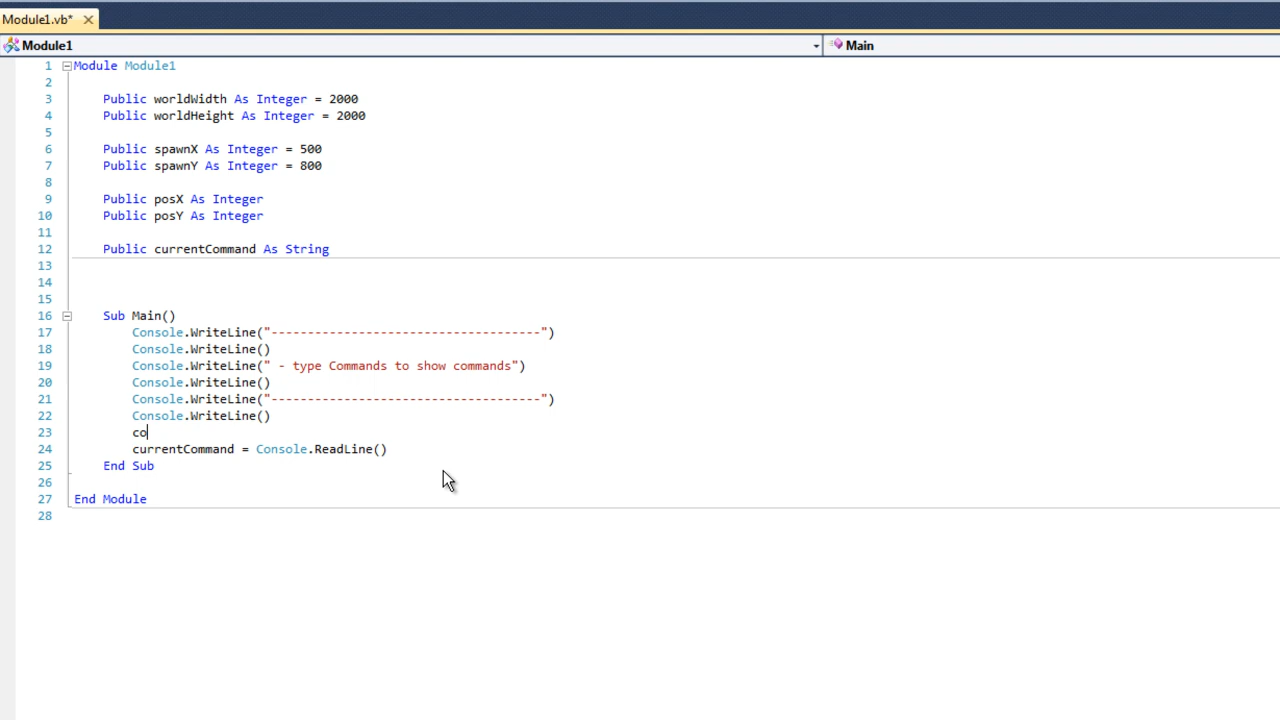 Module1.vb*
Module1 Main
1 Module Module1
2
3 Public worldWidth As Integer = 2000
4 Public worldHeight As Integer = 2000
5
6 Public spawnX As Integer = 500
7 Public spawnY As Integer = 800
8
9 Public posX As Integer
10 Public posY As Integer
11
12 Public currentCommand As String
13
14
15
16 Sub Main()
17 Console.WriteLine("-------------------------------------")
18 Console.WriteLine()
19 Console.WriteLine(" - type Commands to show commands")
20 Console.WriteLine()
21 Console.WriteLine("-------------------------------------")
22 Console.WriteLine()
23 co
24 currentCommand = Console.ReadLine()
25 End Sub
26
27 End Module
28